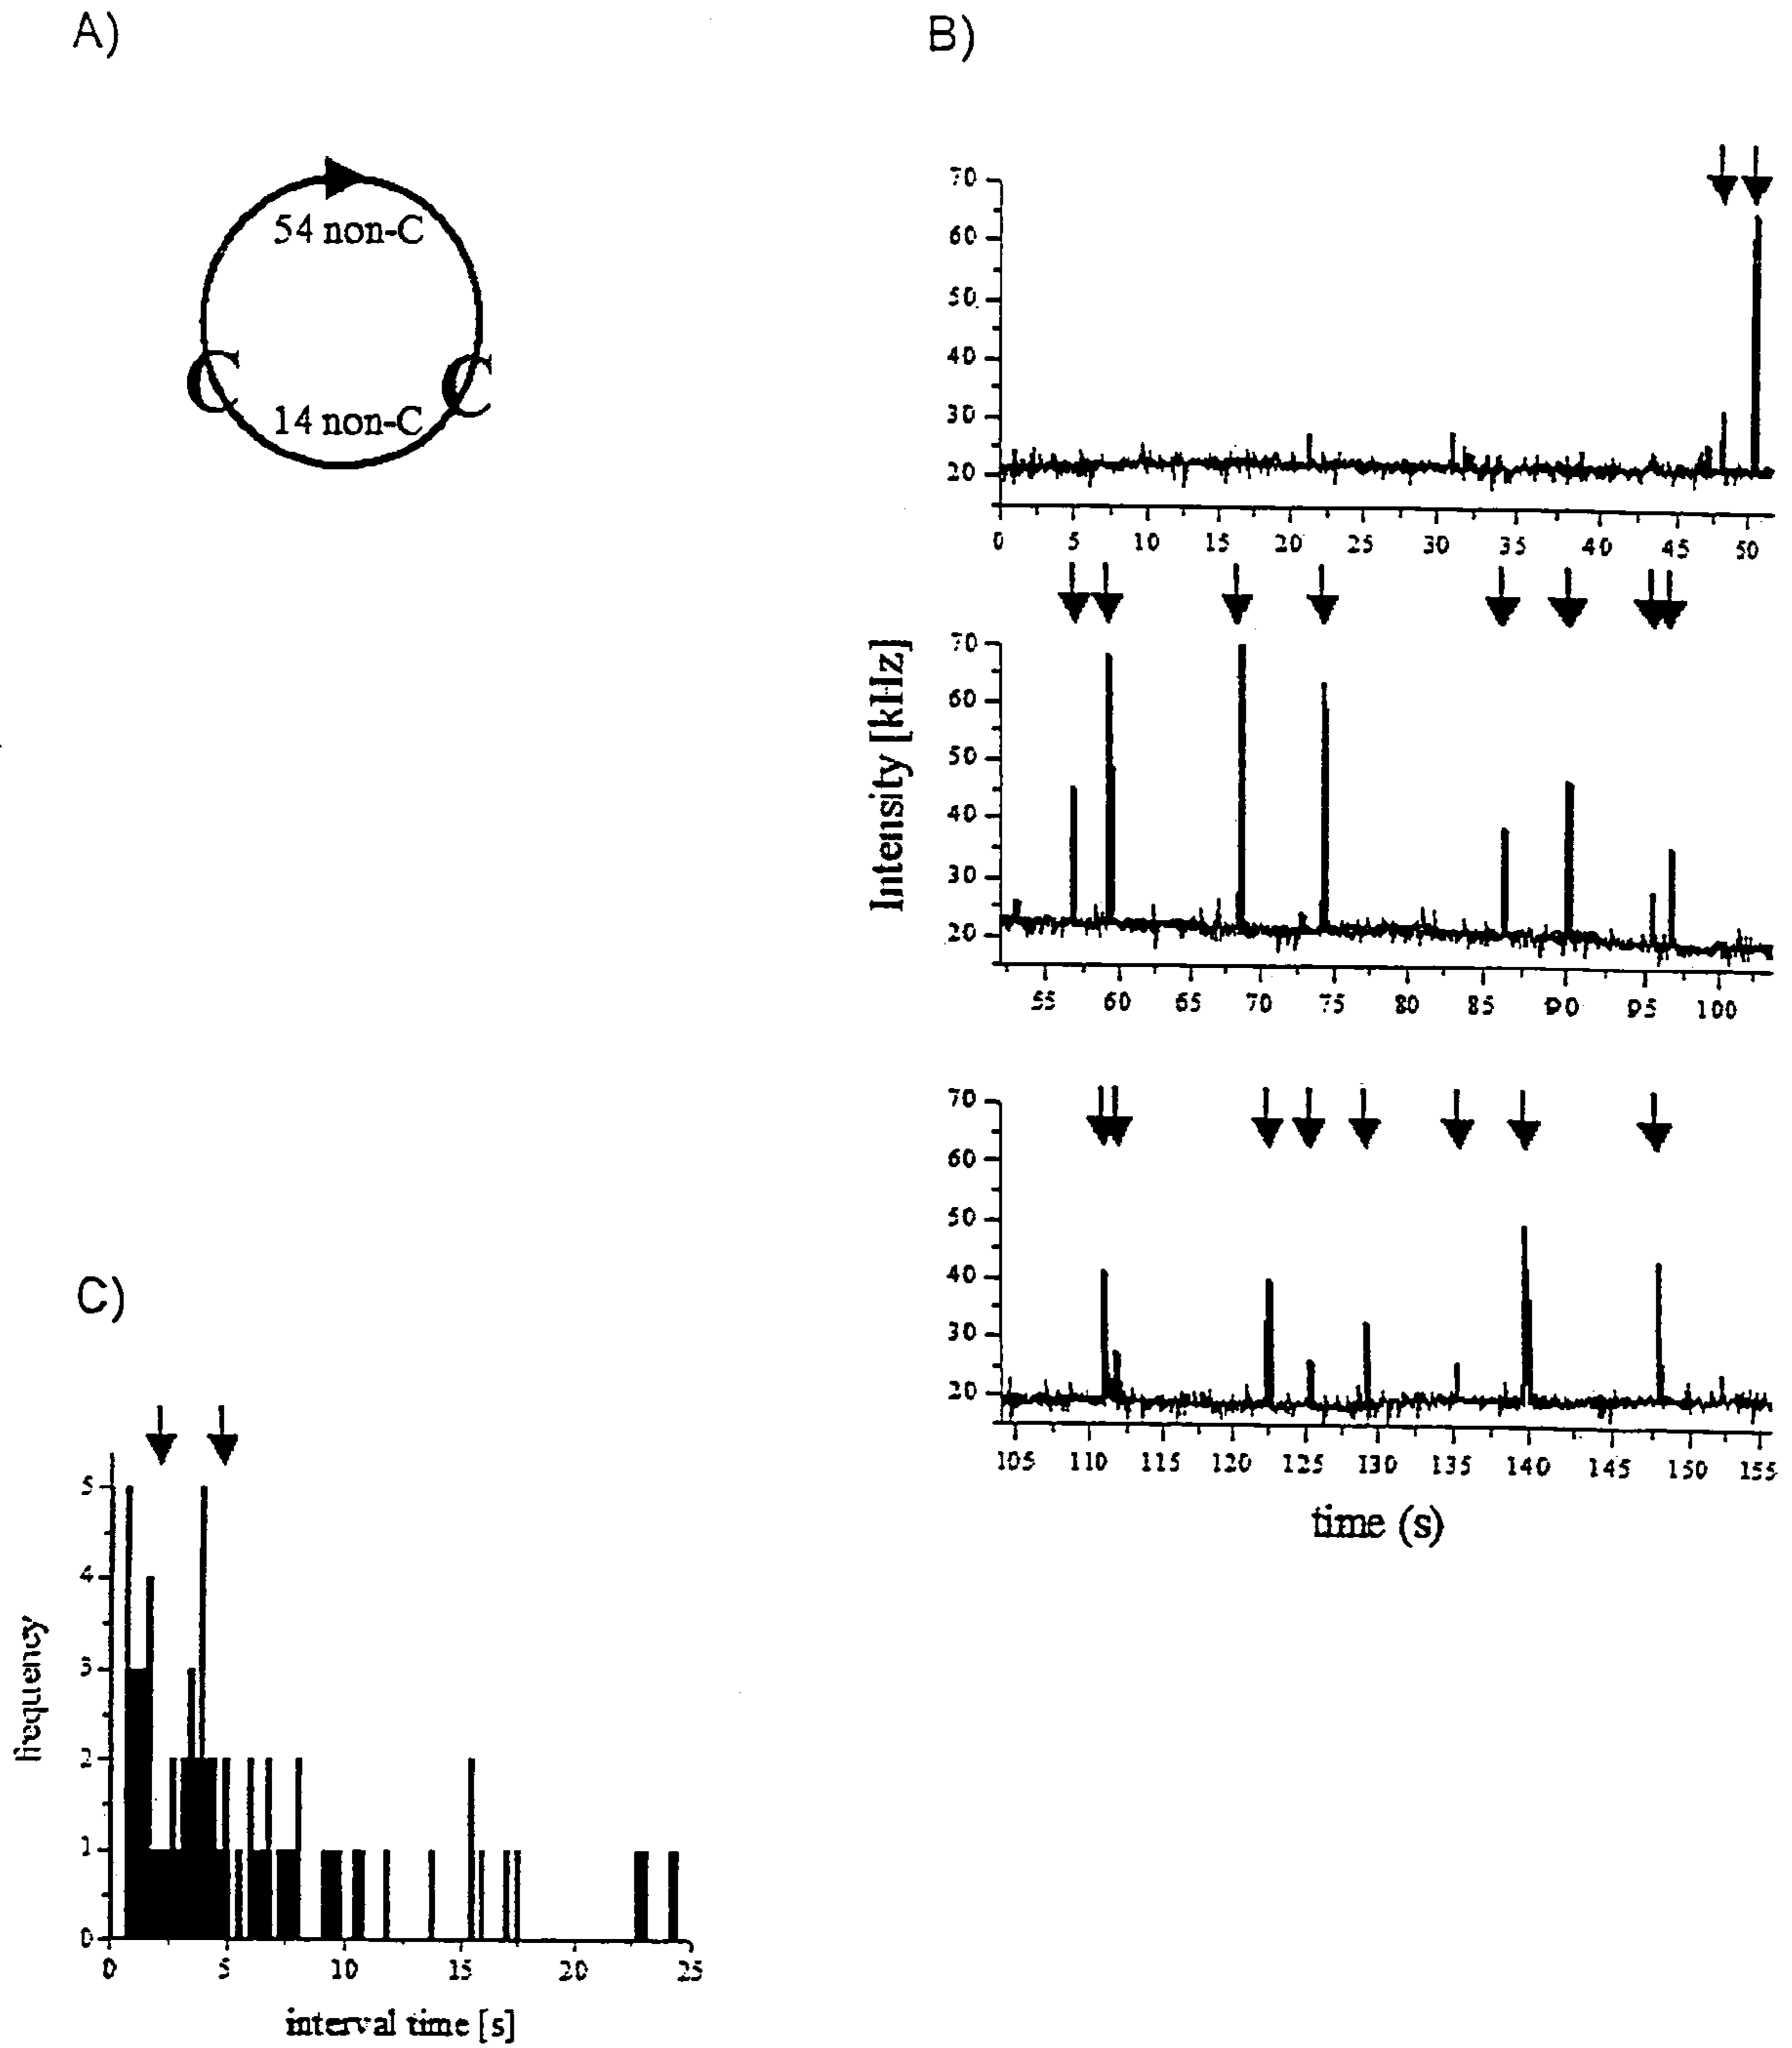 A)
54 non-C
C C
14 non-C
B)
70
60
50
40
30
20
0 5 10 15 20 25 30 35 40 45 50
Intensity [kHz]
70
60
50
40
30
20
55 60 65 70 75 80 85 90 95 100
70
60
50
40
30
20
105 110 115 120 125 130 135 140 145 150 155
time (s)
C)
frequency
5
4
3
2
1
0
0 5 10 15 20 25
interval time [s]